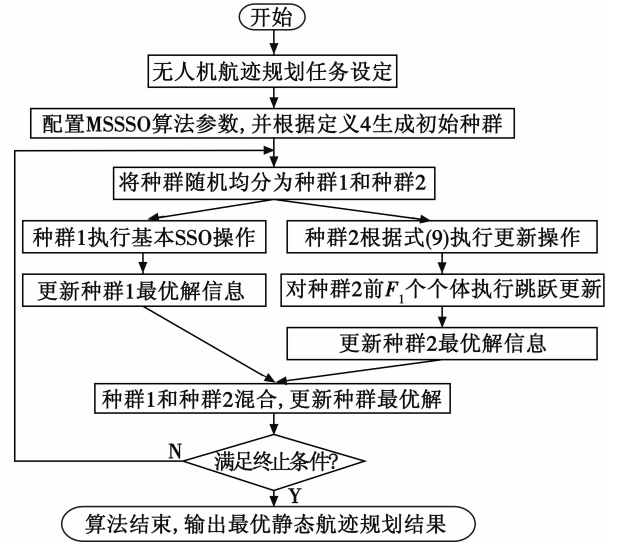 开始
无人机航迹规划任务设定
配置MSSSO算法参数,并根据定义4生成初始种群
将种群随机均分为种群1和种群2
种群1执行基本SSO操作
种群2根据式(9)执行更新操作
更新种群1最优解信息
对种群2前F1个个体执行跳跃更新
更新种群2最优解信息
种群1和种群2混合,更新种群最优解
N
满足终止条件?
Y
算法结束,输出最优静态航迹规划结果